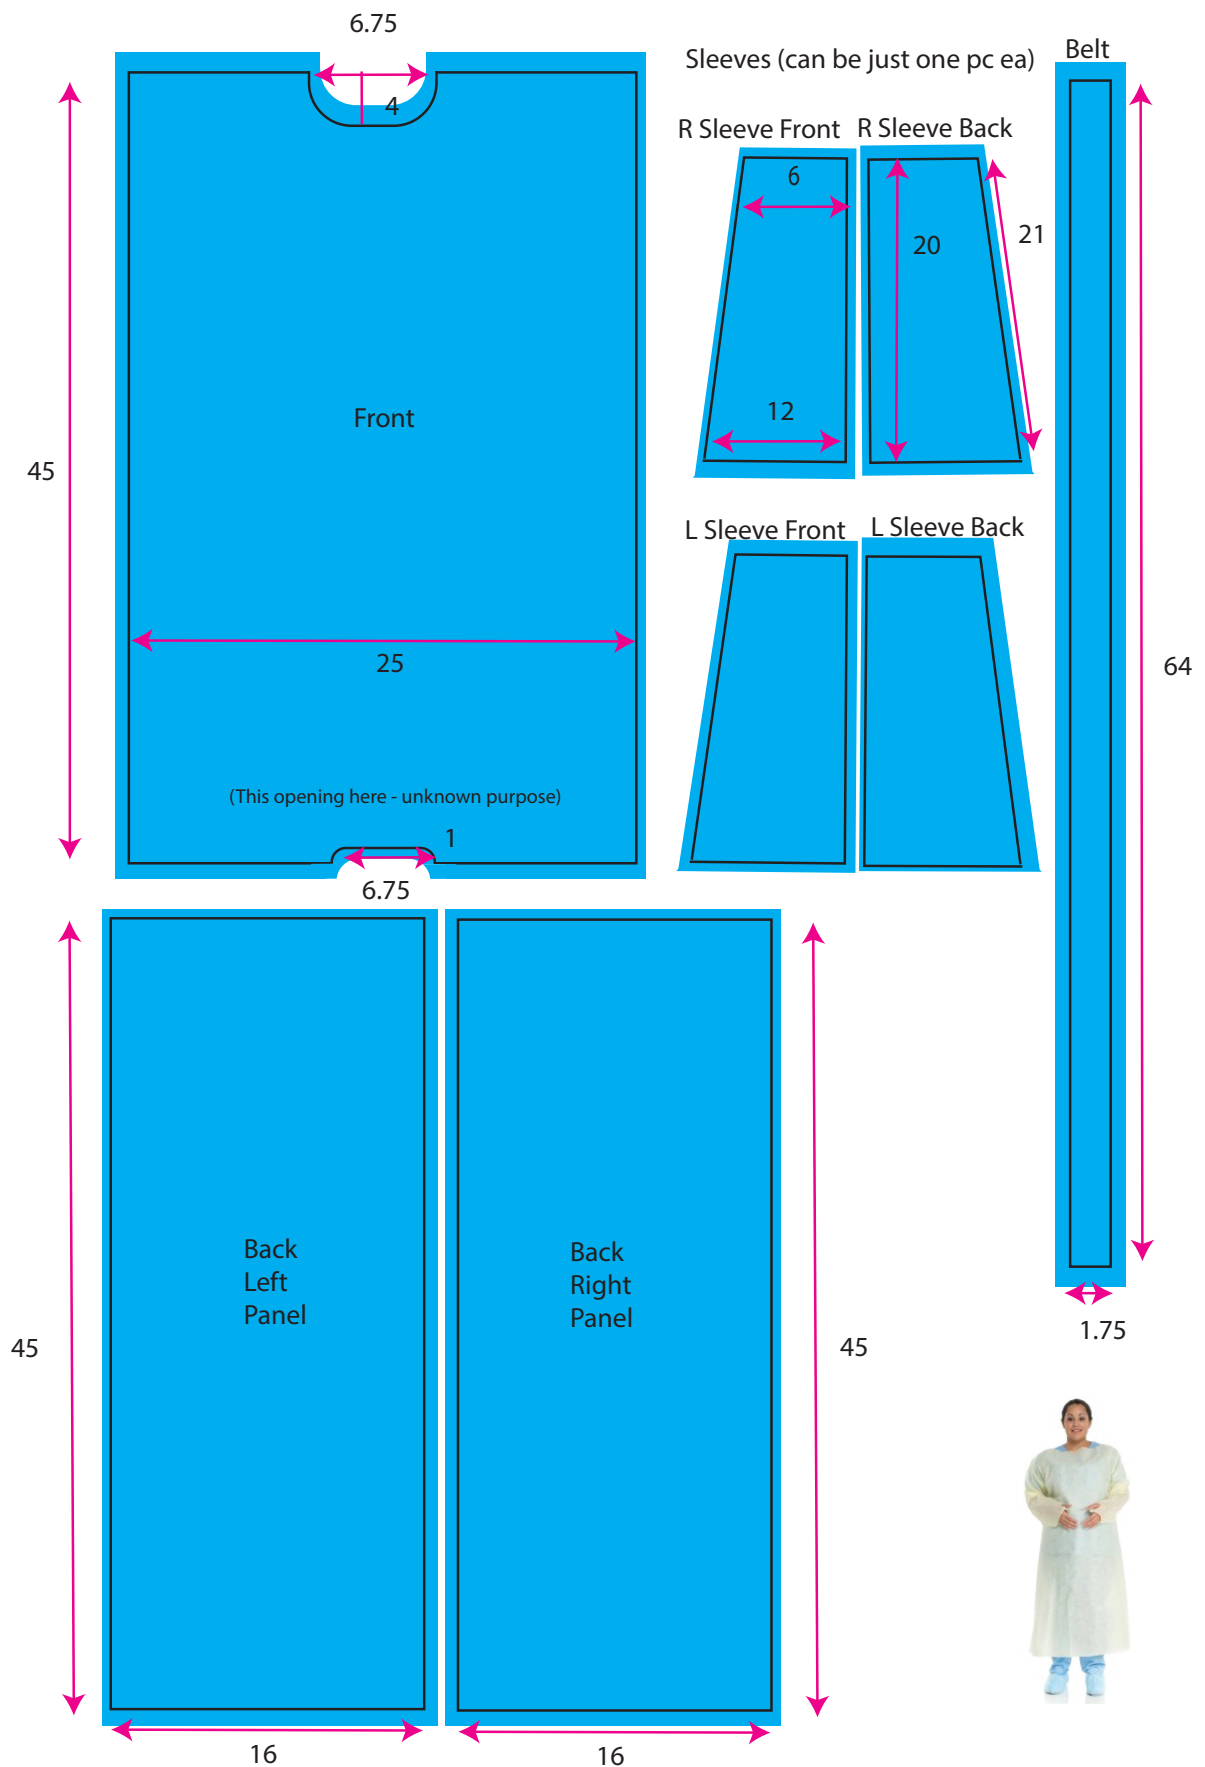 6.75
Sleeves (can be just one pc ea)
Belt
4
R Sleeve Front
R Sleeve Back
6
20
21
12
Front
45
L Sleeve Front
L Sleeve Back
25
64
(This opening here - unknown purpose)
1
6.75
Back
Left
Panel
Back
Right
Panel
45
45
1.75
16
16